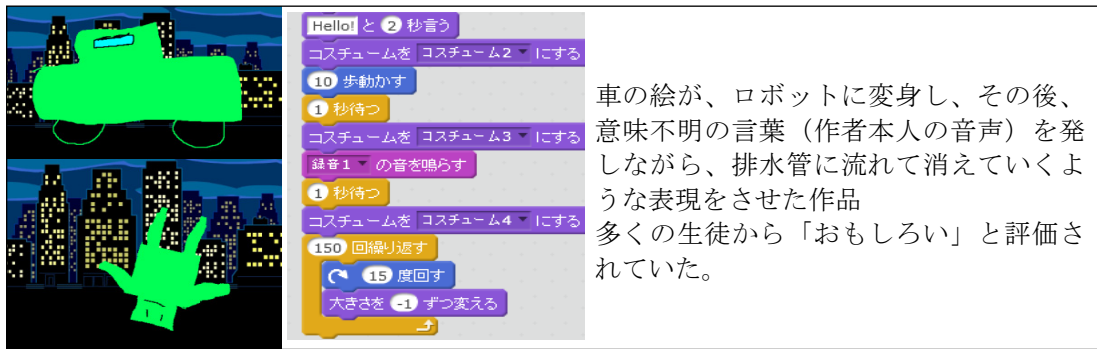 Hello! と 2 秒言う
コスチュームを コスチューム2 にする
10 歩動かす
1 秒待つ
コスチュームを コスチューム3 にする
録音1 の音を鳴らす
1 秒待つ
コスチュームを コスチューム4 にする
150 回繰り返す
15 度回す
大きさを -1 ずつ変える
車の絵が、ロボットに変身し、その後、
意味不明の言葉（作者本人の音声）を発
しながら、排水管に流れて消えていくよ
うな表現をさせた作品
多くの生徒から「おもしろい」と評価さ
れていた。